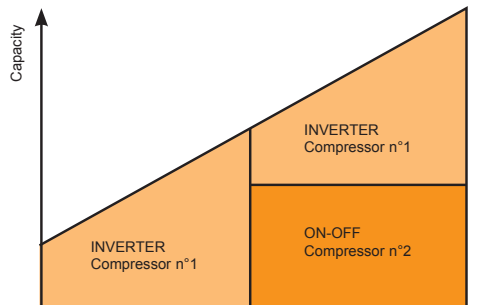 Capacity
INVERTER
Compressor n°1
ON-OFF
Compressor n°2
INVERTER
Compressor n°1